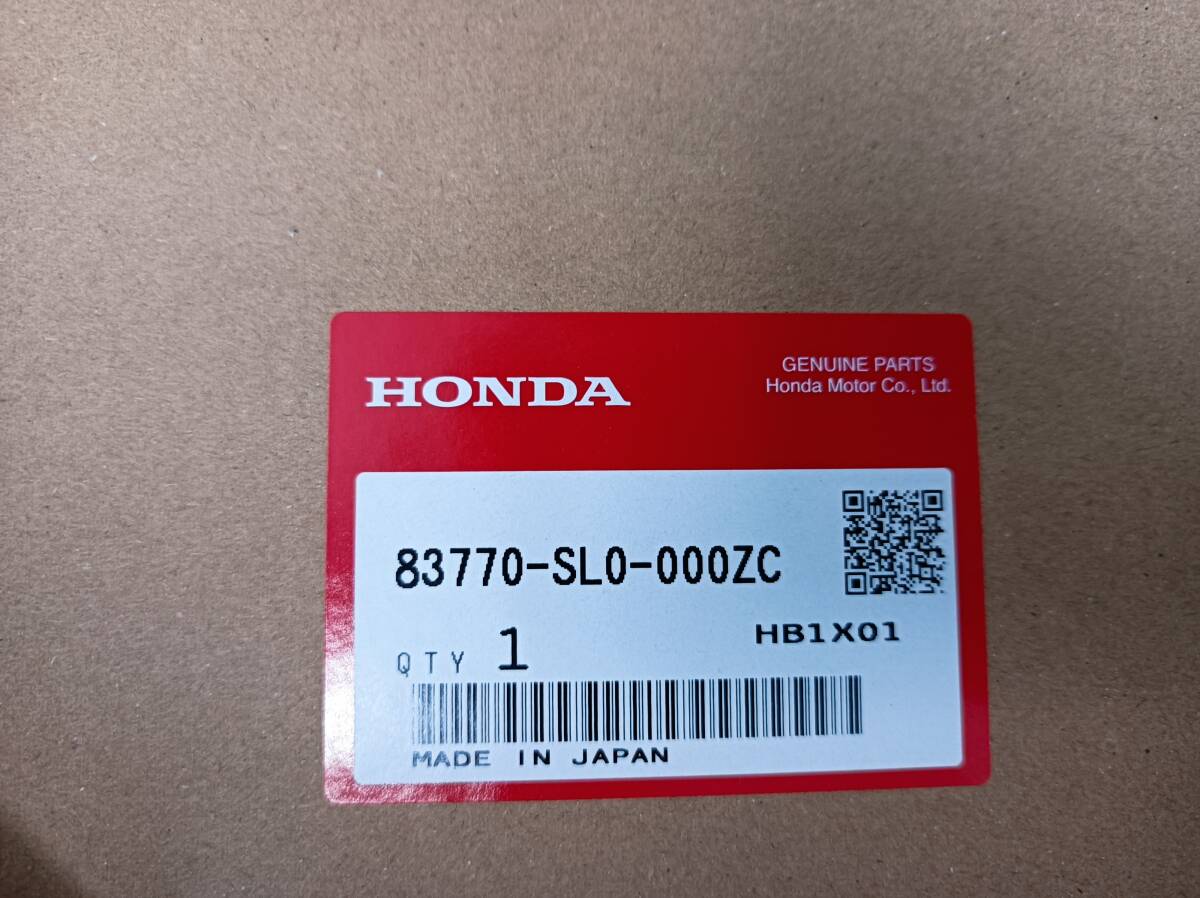 HONDA
GENUINE PARTS
Honda Motor Co., Ltd.
83770-SL0-000ZC
HB1X01
QTY 1
MADE IN JAPAN